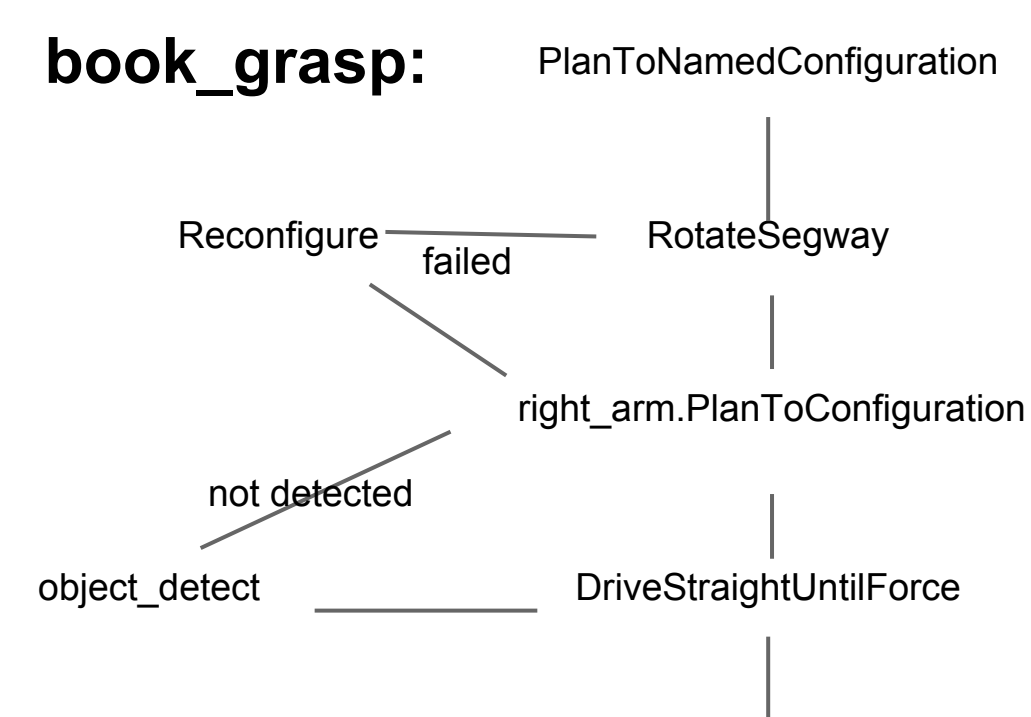 book_grasp:
PlanToNamedConfiguration
Reconfigure
RotateSegway
failed
right_arm.PlanToConfiguration
not detected
object_detect
DriveStraightUntilForce